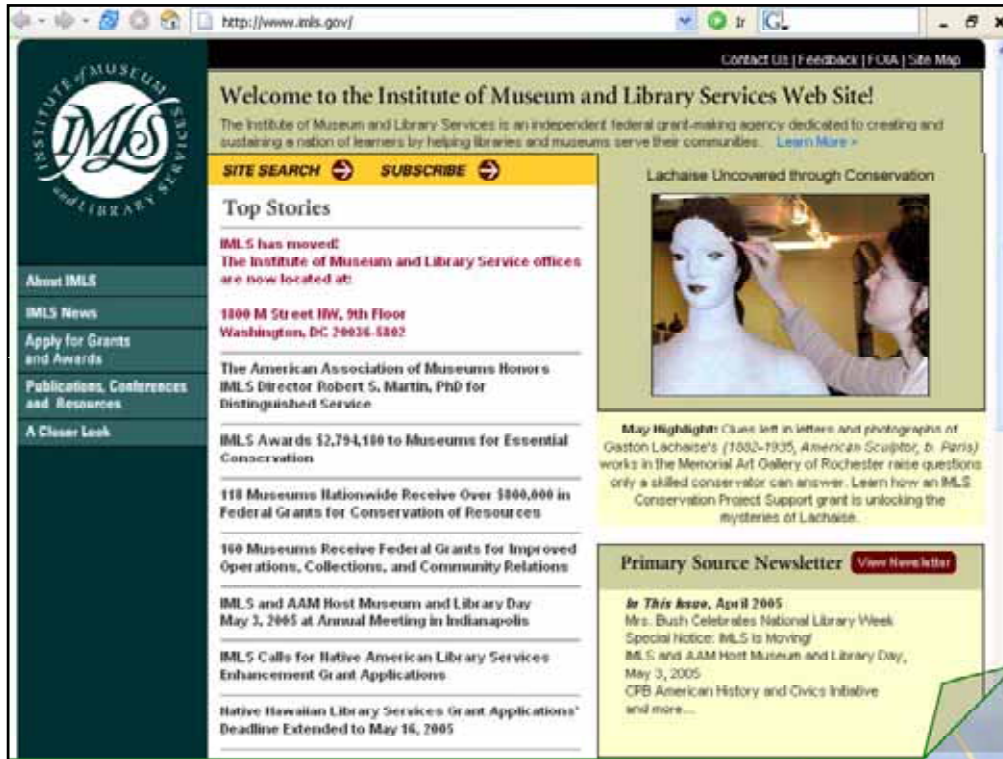 http://www.imls.gov/
Ir
G
Contact Us | Feedback | FOIA | Site Map
INSTITUTE of MUSEUM and LIBRARY SERVICES
IMLS
Welcome to the Institute of Museum and Library Services Web Site!
The Institute of Museum and Library Services is an independent federal grant-making agency dedicated to creating and
sustaining a nation of learners by helping libraries and museums serve their communities. Learn More »
About IMLS
IMLS News
Apply for Grants
and Awards
Publications, Conferences
and Resources
A Closer Look
SITE SEARCH
SUBSCRIBE
Top Stories
IMLS has moved!
The Institute of Museum and Library Service offices
are now located at:
1800 M Street NW, 9th Floor
Washington, DC 20036-5802
The American Association of Museums Honors
IMLS Director Robert S. Martin, PhD for
Distinguished Service
IMLS Awards $2,794,180 to Museums for Essential
Conservation
118 Museums Nationwide Receive Over $800,000 in
Federal Grants for Conservation of Resources
160 Museums Receive Federal Grants for Improved
Operations, Collections, and Community Relations
IMLS and AAM Host Museum and Library Day
May 3, 2005 at Annual Meeting in Indianapolis
IMLS Calls for Native American Library Services
Enhancement Grant Applications
Native Hawaiian Library Services Grant Applications'
Deadline Extended to May 16, 2005
Lachaise Uncovered through Conservation
May Highlight: Clues left in letters and photographs of
Gaston Lachaise's (1882-1935, American Sculptor, b. Paris)
works in the Memorial Art Gallery of Rochester raise questions
only a skilled conservator can answer. Learn how an IMLS
Conservation Project Support grant is unlocking the
mysteries of Lachaise.
Primary Source Newsletter View Newsletter
In This Issue, April 2005
Mrs. Bush Celebrates National Library Week
Special Notice: IMLS is Moving!
IMLS and AAM Host Museum and Library Day,
May 3, 2005
CPB American History and Civics Initiative
and more...